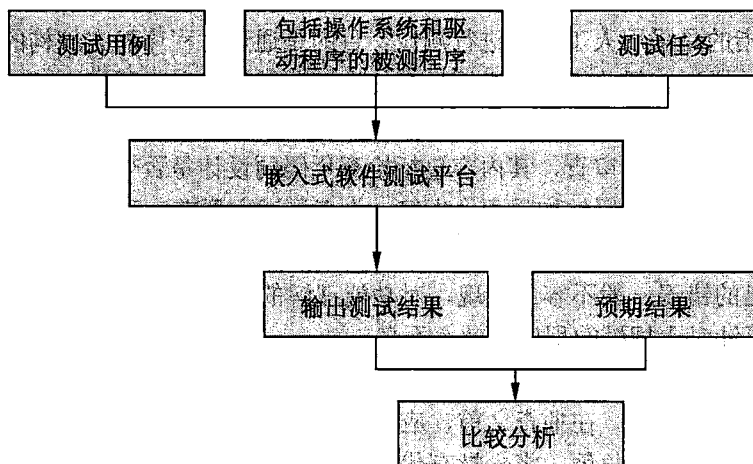 测试用例
包括操作系统和驱
动程序的被测程序
测试任务
嵌入式软件测试平台
输出测试结果
预期结果
比较分析